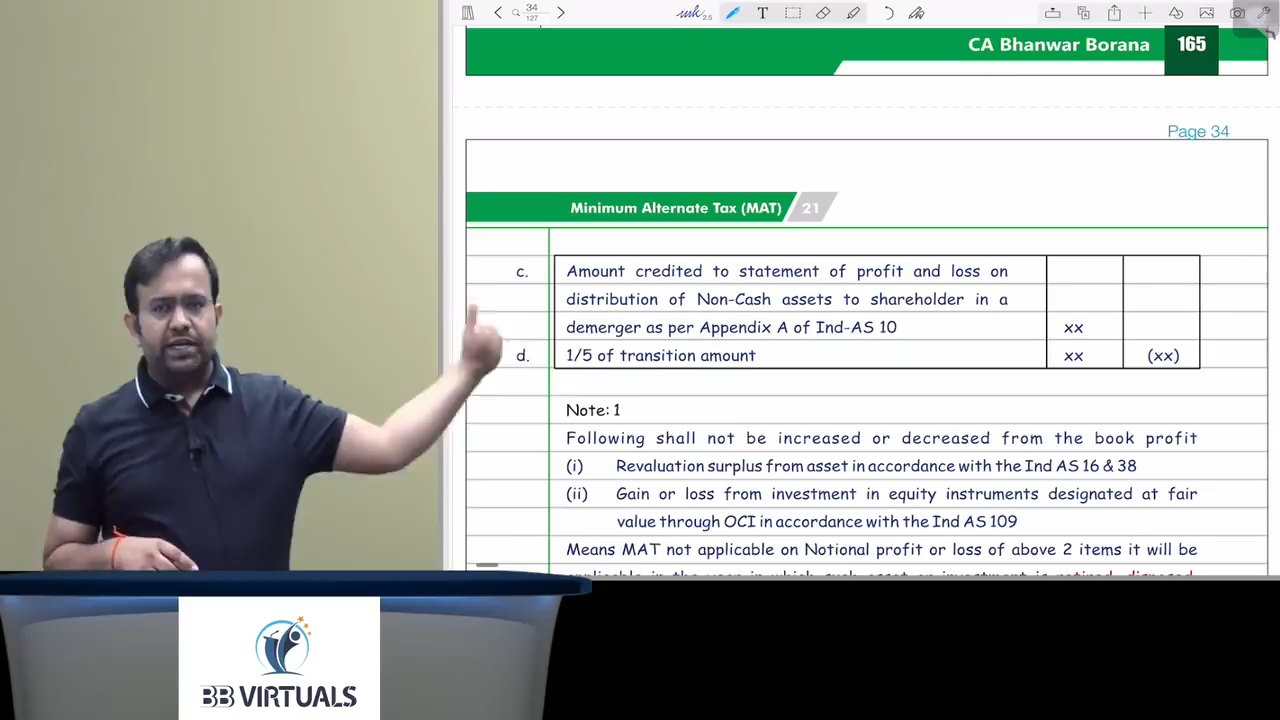 34
127
2.5
T
CA Bhanwar Borana 165
Page 34
Minimum Alternate Tax (MAT) 21
c. Amount credited to statement of profit and loss on
distribution of Non-Cash assets to shareholder in a
demerger as per Appendix A of Ind-AS 10 xx
d. 1/5 of transition amount xx (xx)
Note: 1
Following shall not be increased or decreased from the book profit
(i) Revaluation surplus from asset in accordance with the Ind AS 16 & 38
(ii) Gain or loss from investment in equity instruments designated at fair
value through OCI in accordance with the Ind AS 109
Means MAT not applicable on Notional profit or loss of above 2 items it will be
BB VIRTUALS